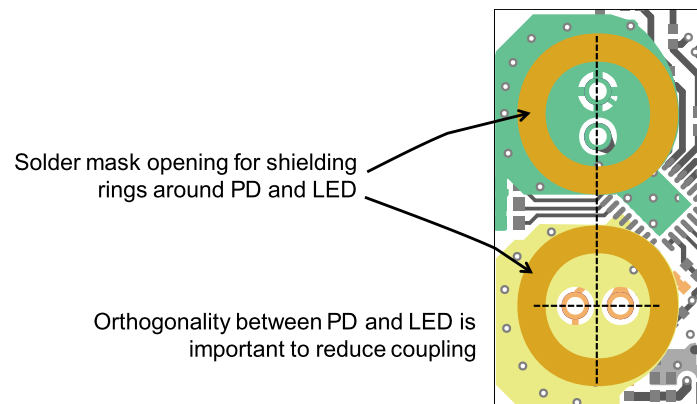 Solder mask opening for shielding
rings around PD and LED
Orthogonality between PD and LED is
important to reduce coupling